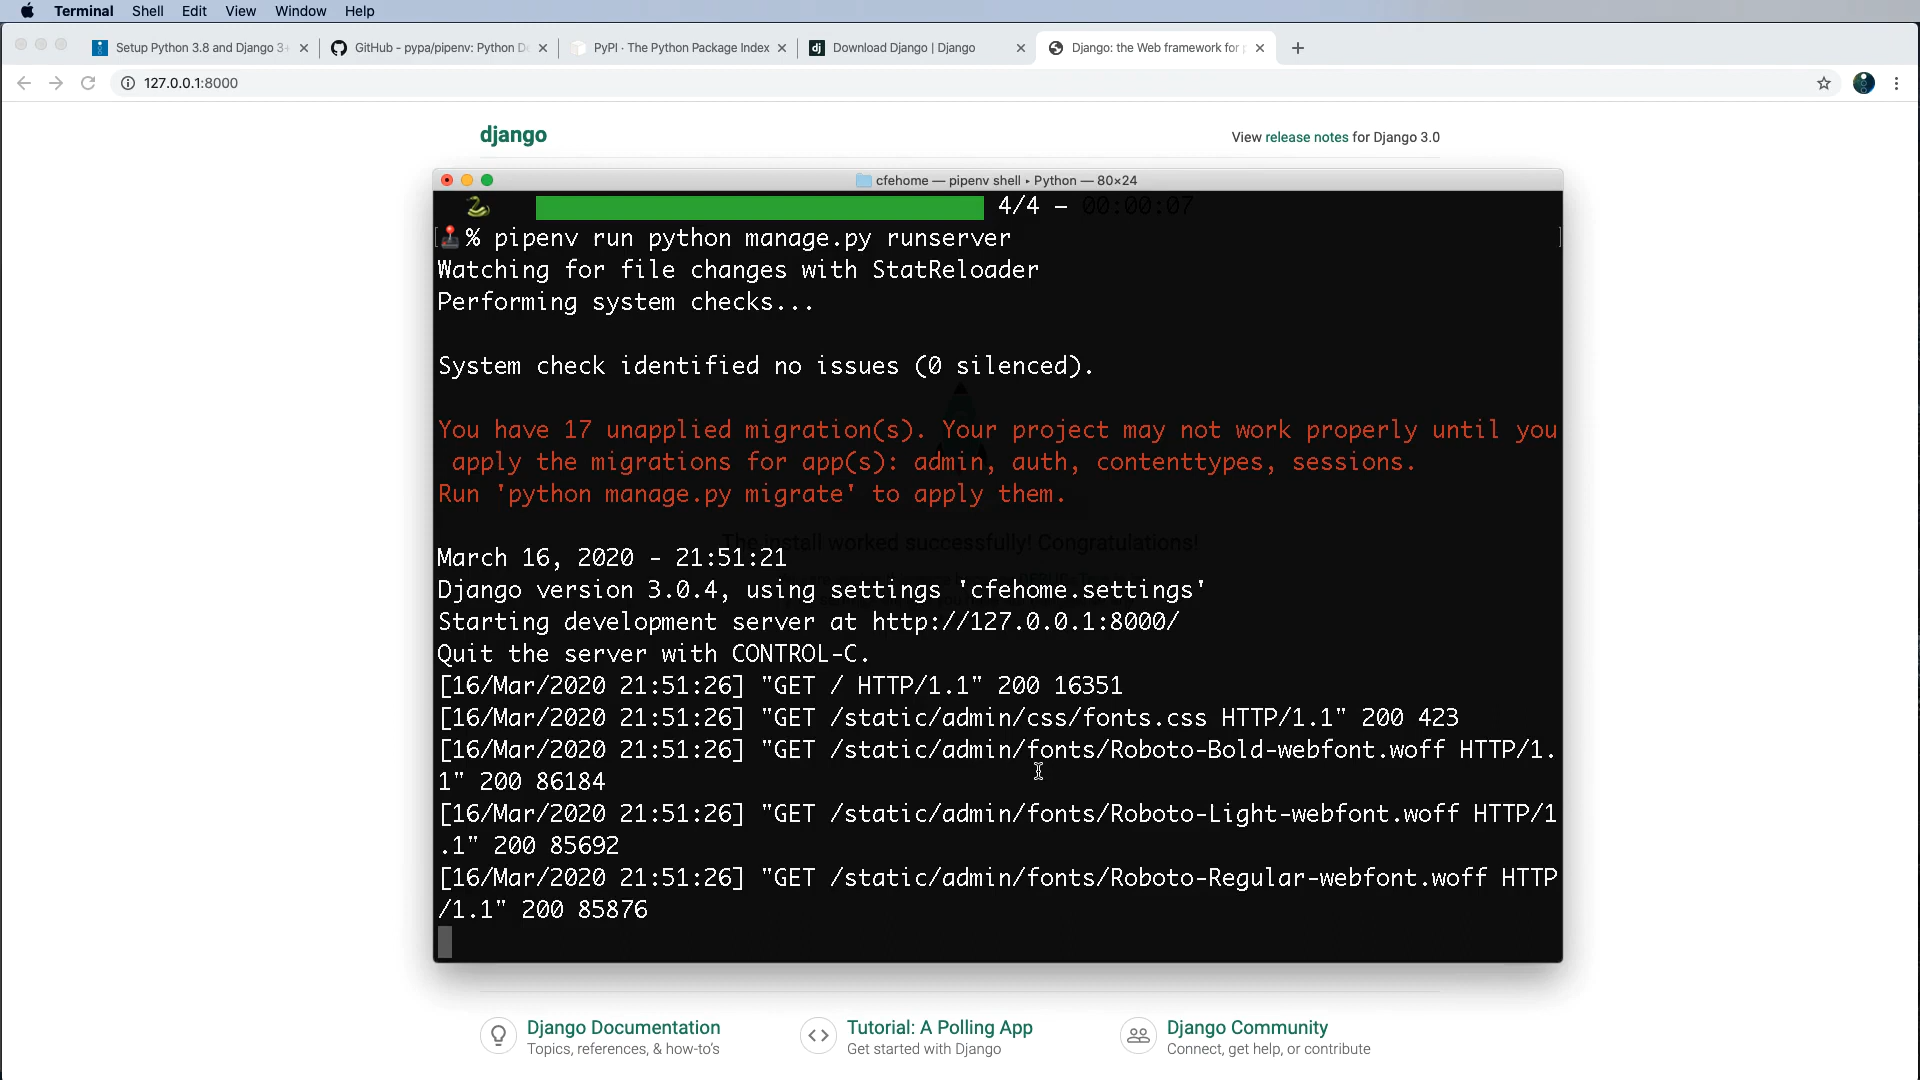 Terminal Shell Edit View Window Help
Setup Python 3.8 and Django 3+ GitHub - pypa/pipenv: Python De PyPI · The Python Package Index Download Django | Django Django: the Web framework for p
127.0.0.1:8000
django View release notes for Django 3.0
cfehome — pipenv shell ▸ Python — 80×24
4/4 — 00:00:07
% pipenv run python manage.py runserver
Watching for file changes with StatReloader
Performing system checks...
System check identified no issues (0 silenced).
You have 17 unapplied migration(s). Your project may not work properly until you
apply the migrations for app(s): admin, auth, contenttypes, sessions.
Run 'python manage.py migrate' to apply them.
The install worked successfully! Congratulations!
March 16, 2020 - 21:51:21
Django version 3.0.4, using settings 'cfehome.settings'
Starting development server at http://127.0.0.1:8000/
Quit the server with CONTROL-C.
[16/Mar/2020 21:51:26] "GET / HTTP/1.1" 200 16351
[16/Mar/2020 21:51:26] "GET /static/admin/css/fonts.css HTTP/1.1" 200 423
[16/Mar/2020 21:51:26] "GET /static/admin/fonts/Roboto-Bold-webfont.woff HTTP/1.
1" 200 86184
[16/Mar/2020 21:51:26] "GET /static/admin/fonts/Roboto-Light-webfont.woff HTTP/1
.1" 200 85692
[16/Mar/2020 21:51:26] "GET /static/admin/fonts/Roboto-Regular-webfont.woff HTTP
/1.1" 200 85876
Django Documentation Tutorial: A Polling App Django Community
Topics, references, & how-to's Get started with Django Connect, get help, or contribute